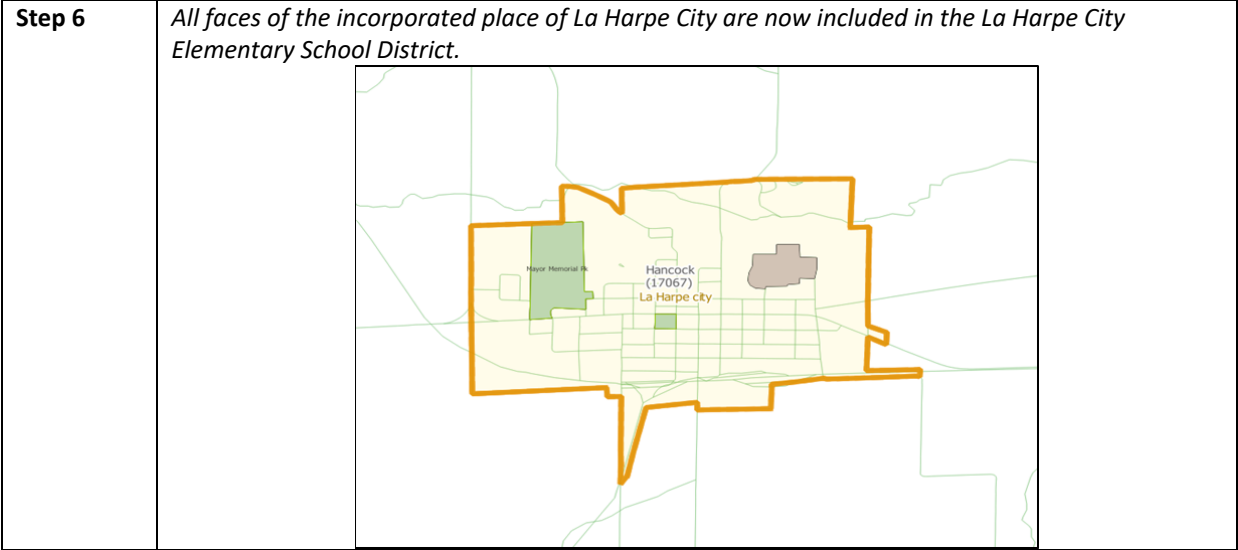 Step 6
All faces of the incorporated place of La Harpe City are now included in the La Harpe City
Elementary School District.
Mayor Memorial Pk
Hancock
(17067)
La Harpe city